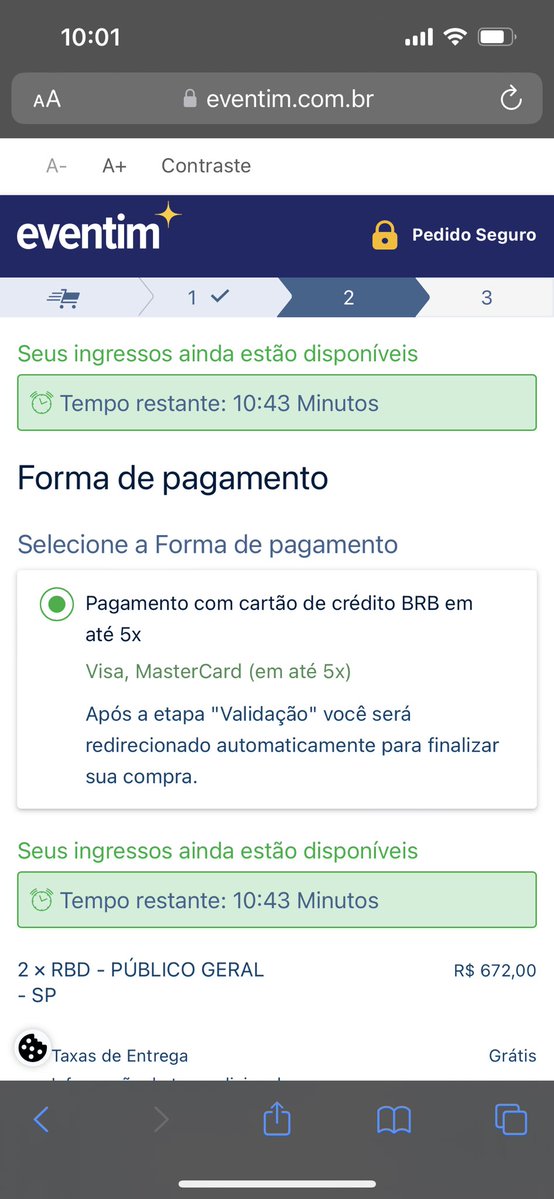 10:01
AA eventim.com.br
A- A+ Contraste
eventim Pedido Seguro
1 2 3
Seus ingressos ainda estão disponíveis
Tempo restante: 10:43 Minutos
Forma de pagamento
Selecione a Forma de pagamento
Pagamento com cartão de crédito BRB em
até 5x
Visa, MasterCard (em até 5x)
Após a etapa "Validação" você será
redirecionado automaticamente para finalizar
sua compra.
Seus ingressos ainda estão disponíveis
Tempo restante: 10:43 Minutos
2 × RBD - PÚBLICO GERAL R$ 672,00
- SP
Taxas de Entrega Grátis